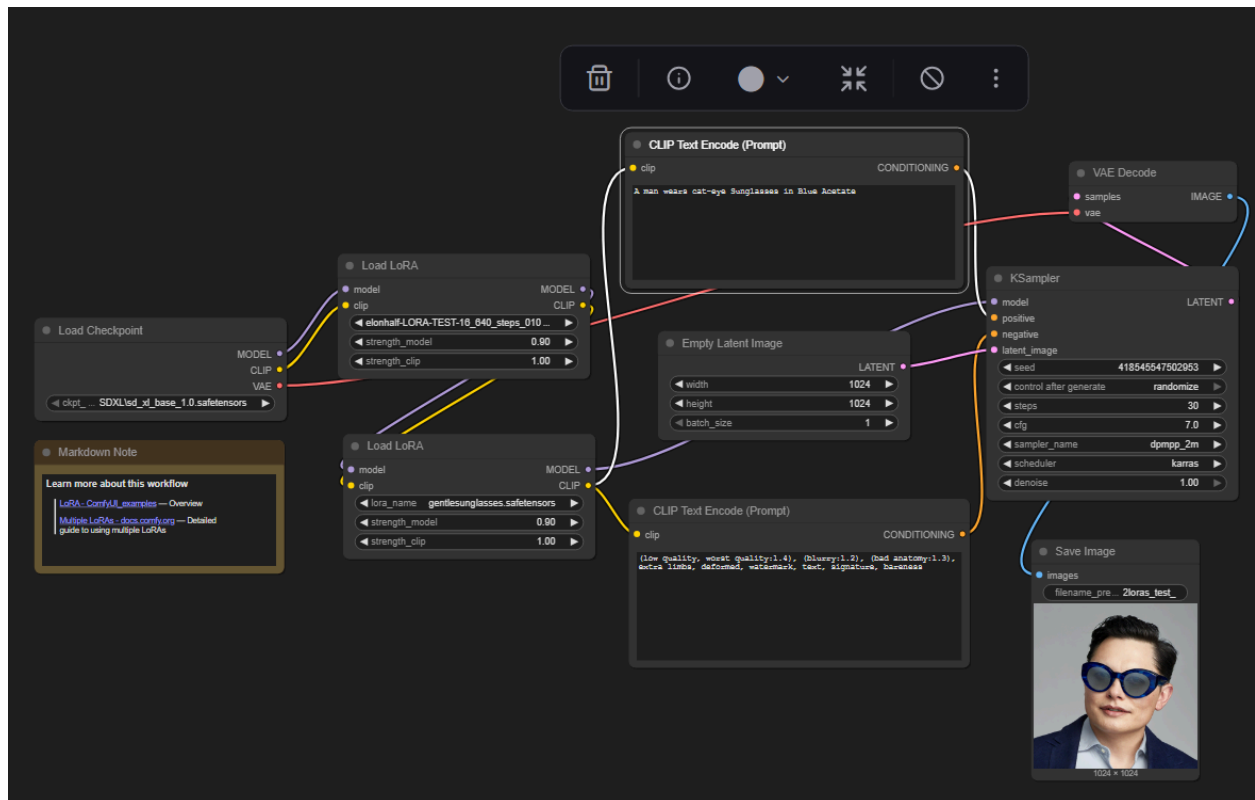 CLIP Text Encode (Prompt)
clip
CONDITIONING
A man wears cat-eye Sunglasses in Blue Acetate
VAE Decode
samples
IMAGE
vae
Load LoRA
model
MODEL
clip
CLIP
elonhalf-LORA-TEST-16_640_steps_010 ...
strength_model
0.90
strength_clip
1.00
KSampler
model
LATENT
positive
negative
latent_image
seed
418545547502953
control after generate
randomize
steps
30
cfg
7.0
sampler_name
dpmpp_2m
scheduler
karras
denoise
1.00
Load Checkpoint
MODEL
CLIP
VAE
ckpt_ ...
SDXL\sd_xl_base_1.0.safetensors
Empty Latent Image
LATENT
width
1024
height
1024
batch_size
1
Markdown Note
Learn more about this workflow
LoRA - ComfyUI_examples — Overview
Multiple LoRAs - docs.comfy.org — Detailed
guide to using multiple LoRAs
Load LoRA
model
MODEL
clip
CLIP
lora_name
gentlesunglasses.safetensors
strength_model
0.90
strength_clip
1.00
CLIP Text Encode (Prompt)
clip
CONDITIONING
(low quality, worst quality:1.4), (blurry:1.2), (bad anatomy:1.3),
extra limbs, deformed, watermark, text, signature, bareness
Save Image
images
filename_pre...
2loras_test_
1024 × 1024